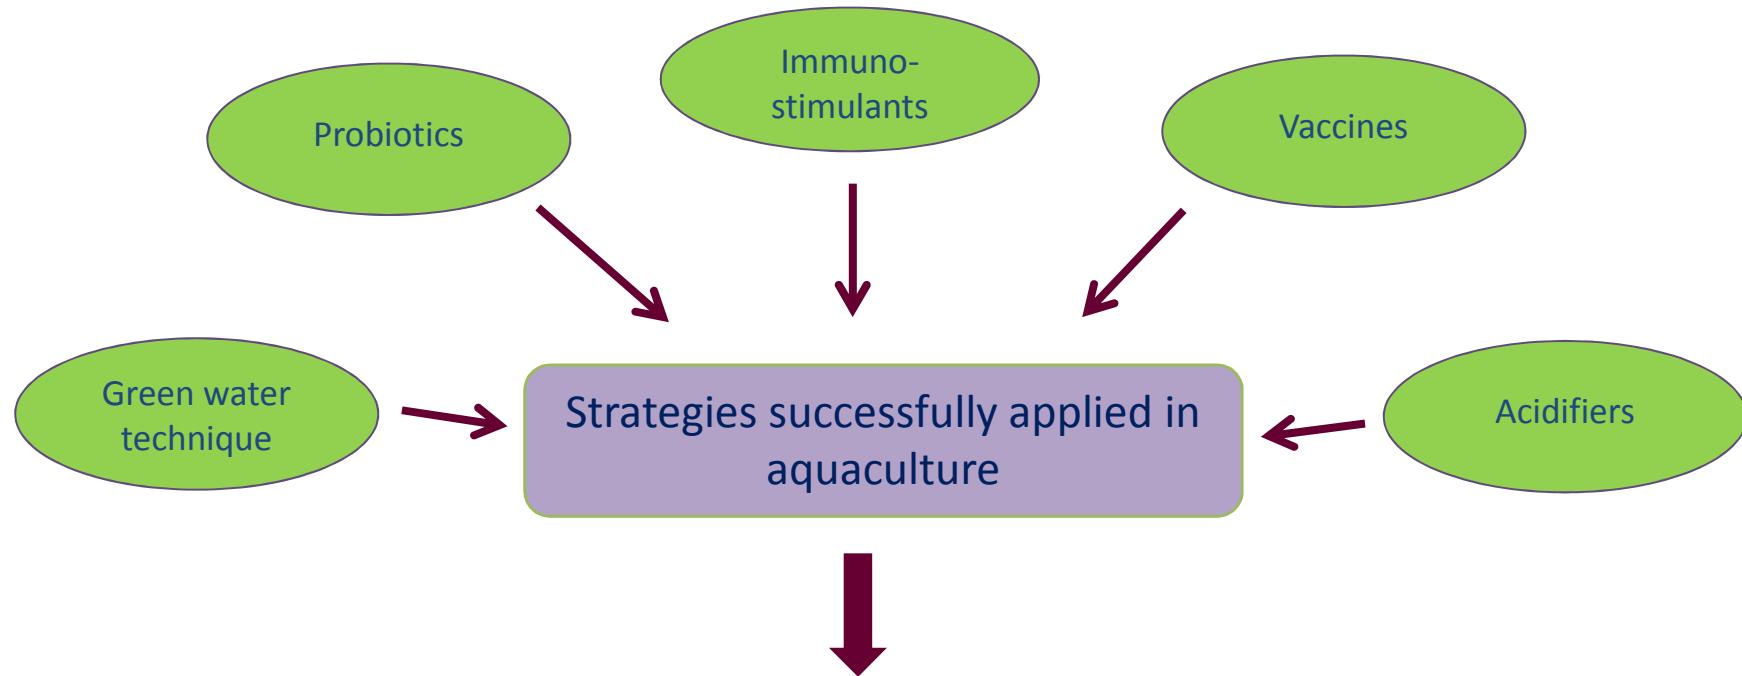 Immuno-
stimulants
Probiotics
Vaccines
Green water
technique
Strategies successfully applied in
aquaculture
Acidifiers